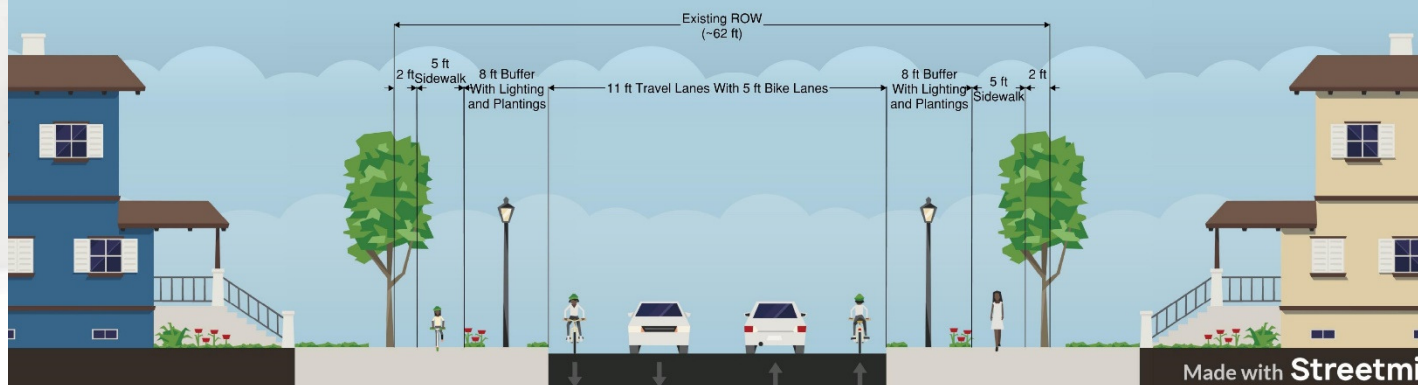 Existing ROW
(~62 ft)
2 ft
5 ft
Sidewalk
8 ft Buffer
With Lighting
and Plantings
11 ft Travel Lanes With 5 ft Bike Lanes
8 ft Buffer
With Lighting
and Plantings
5 ft
Sidewalk
2 ft
Made with Streetmi